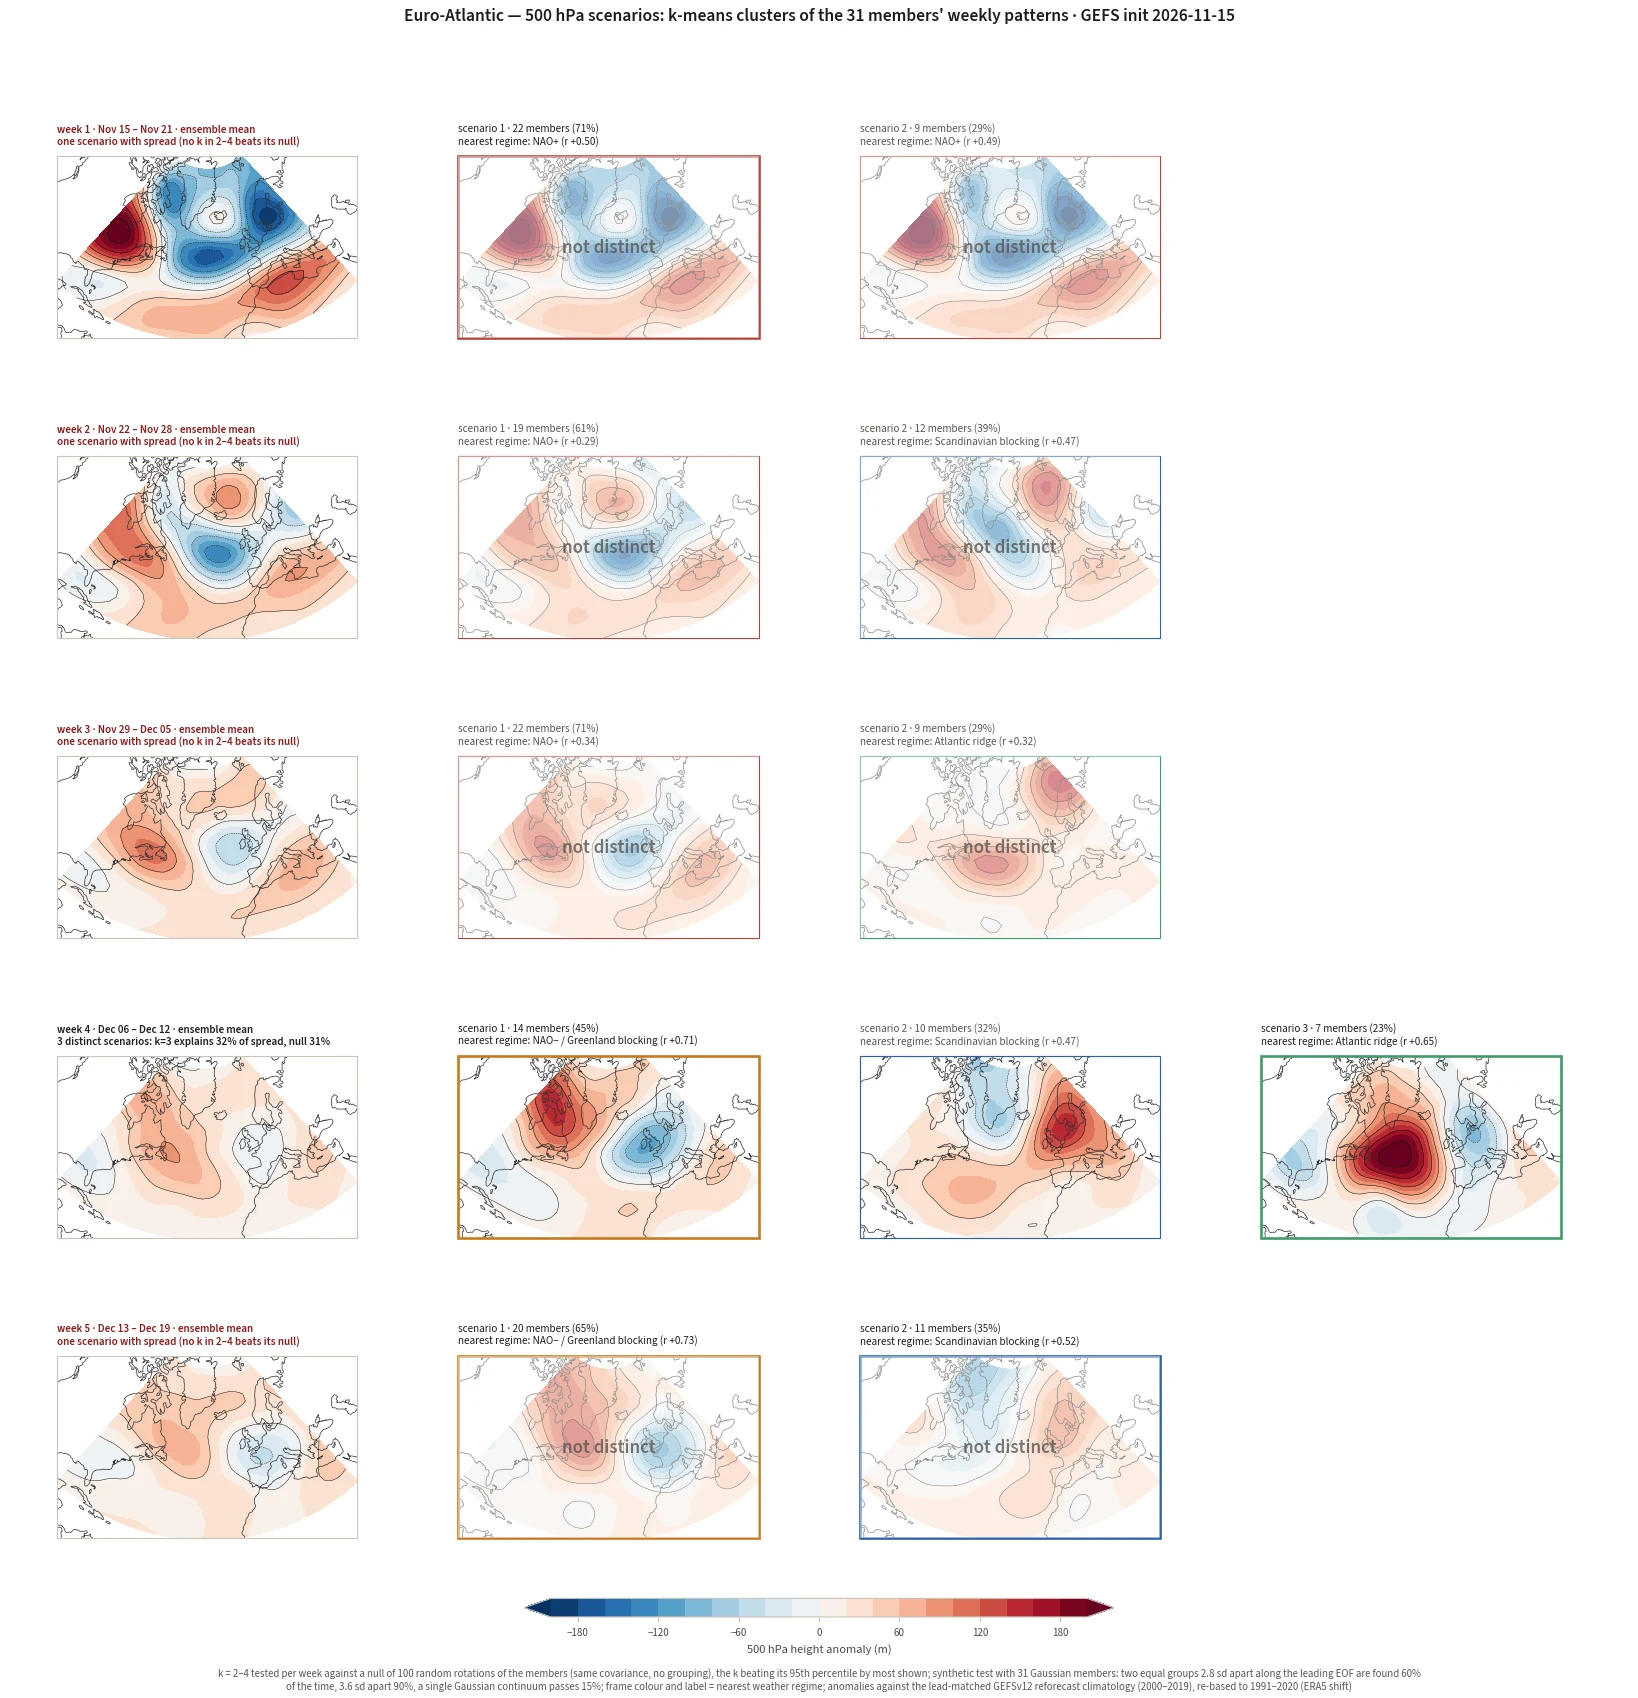 Euro-Atlantic — 500 hPa scenarios: k-means clusters of the 31 members' weekly patterns · GEFS init 2026-11-15
week 1 · Nov 15 – Nov 21 · ensemble mean
one scenario with spread (no k in 2–4 beats its null)
scenario 1 · 22 members (71%)
nearest regime: NAO+ (r +0.50)
not distinct
scenario 2 · 9 members (29%)
nearest regime: NAO+ (r +0.49)
not distinct
week 2 · Nov 22 – Nov 28 · ensemble mean
one scenario with spread (no k in 2–4 beats its null)
scenario 1 · 19 members (61%)
nearest regime: NAO+ (r +0.29)
not distinct
scenario 2 · 12 members (39%)
nearest regime: Scandinavian blocking (r +0.47)
not distinct
week 3 · Nov 29 – Dec 05 · ensemble mean
one scenario with spread (no k in 2–4 beats its null)
scenario 1 · 22 members (71%)
nearest regime: NAO+ (r +0.34)
not distinct
scenario 2 · 9 members (29%)
nearest regime: Atlantic ridge (r +0.32)
not distinct
week 4 · Dec 06 – Dec 12 · ensemble mean
3 distinct scenarios: k=3 explains 32% of spread, null 31%
scenario 1 · 14 members (45%)
nearest regime: NAO− / Greenland blocking (r +0.71)
scenario 2 · 10 members (32%)
nearest regime: Scandinavian blocking (r +0.47)
scenario 3 · 7 members (23%)
nearest regime: Atlantic ridge (r +0.65)
week 5 · Dec 13 – Dec 19 · ensemble mean
one scenario with spread (no k in 2–4 beats its null)
scenario 1 · 20 members (65%)
nearest regime: NAO− / Greenland blocking (r +0.73)
not distinct
scenario 2 · 11 members (35%)
nearest regime: Scandinavian blocking (r +0.52)
not distinct
−180 −120 −60 0 60 120 180
500 hPa height anomaly (m)
k = 2–4 tested per week against a null of 100 random rotations of the members (same covariance, no grouping), the k beating its 95th percentile by most shown; synthetic test with 31 Gaussian members: two equal groups 2.8 sd apart along the leading EOF are found 60%
of the time, 3.6 sd apart 90%, a single Gaussian continuum passes 15%; frame colour and label = nearest weather regime; anomalies against the lead-matched GEFSv12 reforecast climatology (2000–2019), re-based to 1991–2020 (ERA5 shift)